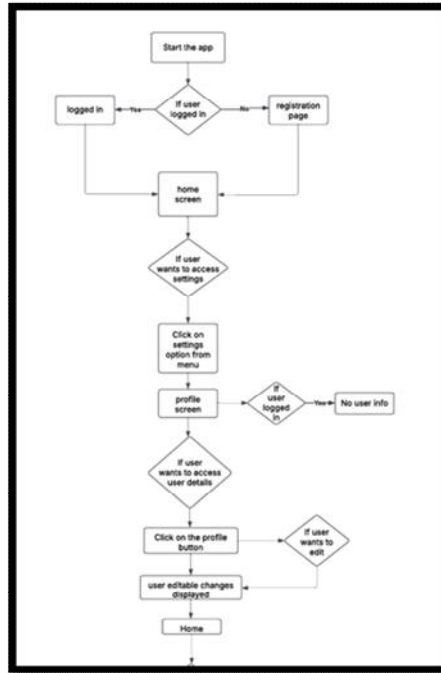 Start the app
logged in
Yes
If user
logged in
No
registration
page
home
screen
If user
wants to access
settings
Click on
settings
option from
menu
profile
screen
If
user
logged
in
Yes
No user info
If user
wants to access
user details
Click on the profile
button
If user
wants to
edit
user editable changes
displayed
Home